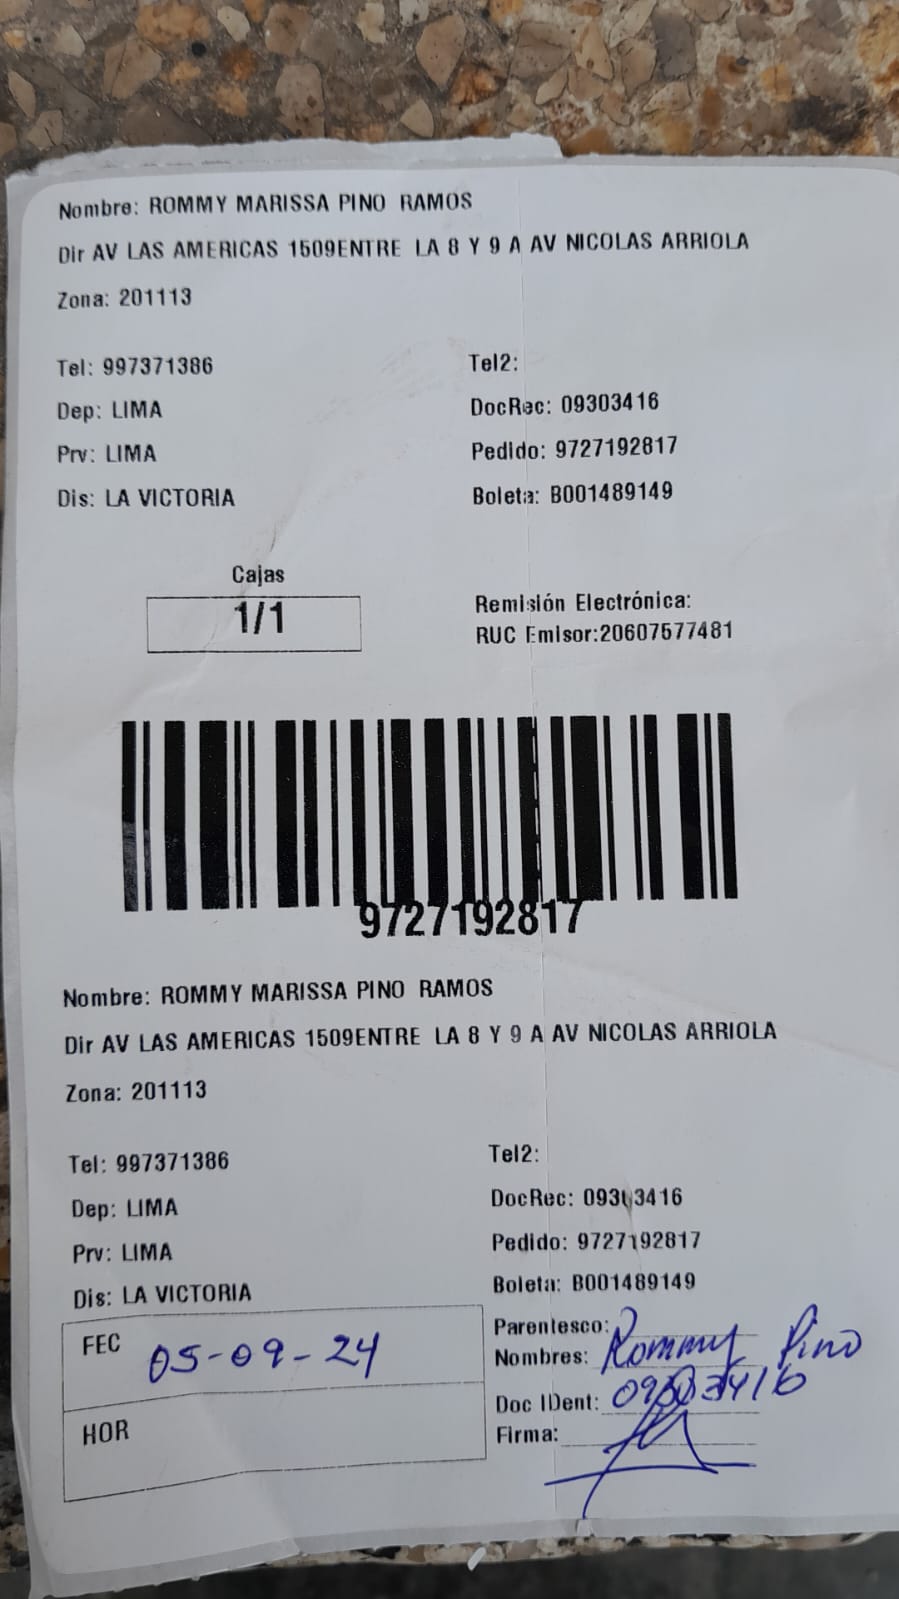 Nombre: ROMMY MARISSA PINO RAMOS
Dir AV LAS AMERICAS 1509ENTRE LA 8 Y 9 A AV NICOLAS ARRIOLA
Zona: 201113
Tel: 997371386 Tel2:
Dep: LIMA DocRec: 09303416
Prv: LIMA Pedido: 9727192817
Dis: LA VICTORIA Boleta: B001489149
Cajas
1/1
Remisión Electrónica:
RUC Emisor:20607577481
9727192817
Nombre: ROMMY MARISSA PINO RAMOS
Dir AV LAS AMERICAS 1509ENTRE LA 8 Y 9 A AV NICOLAS ARRIOLA
Zona: 201113
Tel: 997371386 Tel2:
Dep: LIMA DocRec: 09303416
Prv: LIMA Pedido: 9727192817
Dis: LA VICTORIA Boleta: B001489149
FEC 05-09-24
HOR
Parentesco:
Nombres: Rommy Pino
Doc IDent: 09303416
Firma: